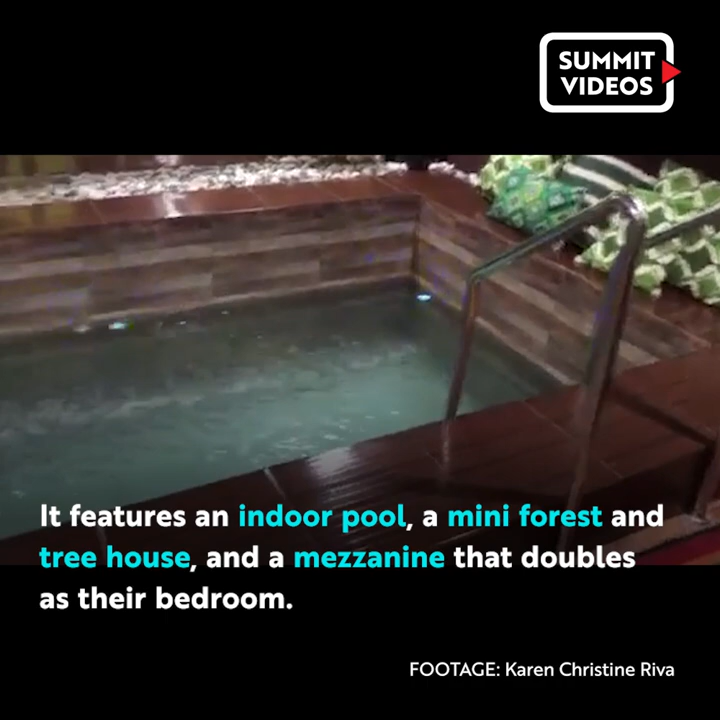 SUMMIT
VIDEOS
It features an indoor pool, a mini forest and
tree house, and a mezzanine that doubles
as their bedroom.
FOOTAGE: Karen Christine Riva